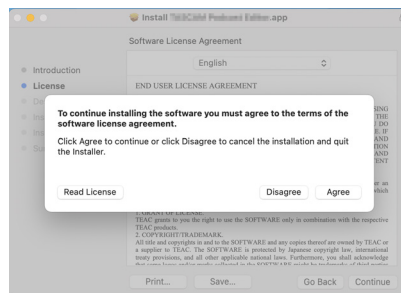 Install .app
Software License Agreement
English
Introduction
License
END USER LICENSE AGREEMENT
To continue installing the software you must agree to the terms of the
software license agreement.
Click Agree to continue or click Disagree to cancel the installation and quit
the Installer.
Read License
Disagree
Agree
1. GRANT OF LICENSE.
TEAC grants to you the right to use the SOFTWARE only in combination with the respective
TEAC products.
2. COPYRIGHT/TRADEMARK.
All title and copyrights in and to the SOFTWARE and any copies thereof are owned by TEAC or
a supplier to TEAC. The SOFTWARE is protected by Japanese copyright law, international
treaty provisions, and all other applicable national laws. Furthermore, you shall acknowledge
Print...
Save...
Go Back
Continue